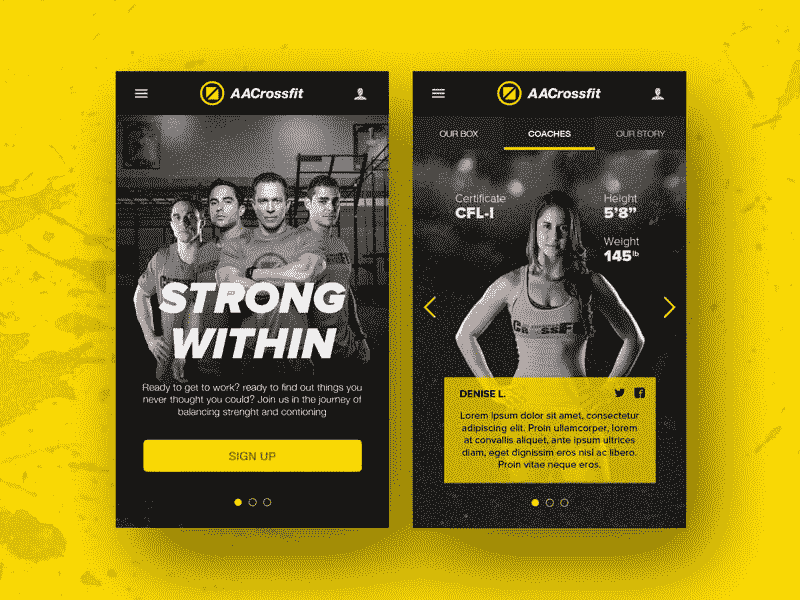 AACrossfit
STRONG
WITHIN
Ready to get to work? ready to find out things you
never thought you could? Join us in the journey of
balancing strenght and contioning
SIGN UP
AACrossfit
OUR BOX
COACHES
OUR STORY
Certificate
CFL-I
Height
5'8”
Weight
145lb
CrossFit
DENISE L.
Lorem ipsum dolor sit amet, consectetur
adipiscing elit. Proin ullamcorper, lorem
at convallis aliquet, ante ipsum ultrices
diam, eget dignissim eros nisi ac libero.
Proin vitae neque eros.